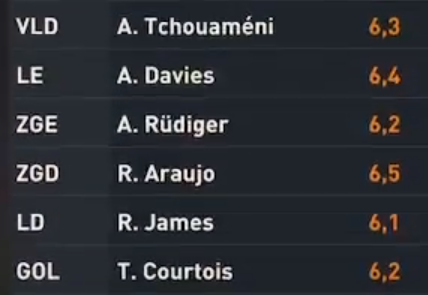 VLD A. Tchouaméni 6,3
LE A. Davies 6,4
ZGE A. Rüdiger 6,2
ZGD R. Araujo 6,5
LD R. James 6,1
GOL T. Courtois 6,2